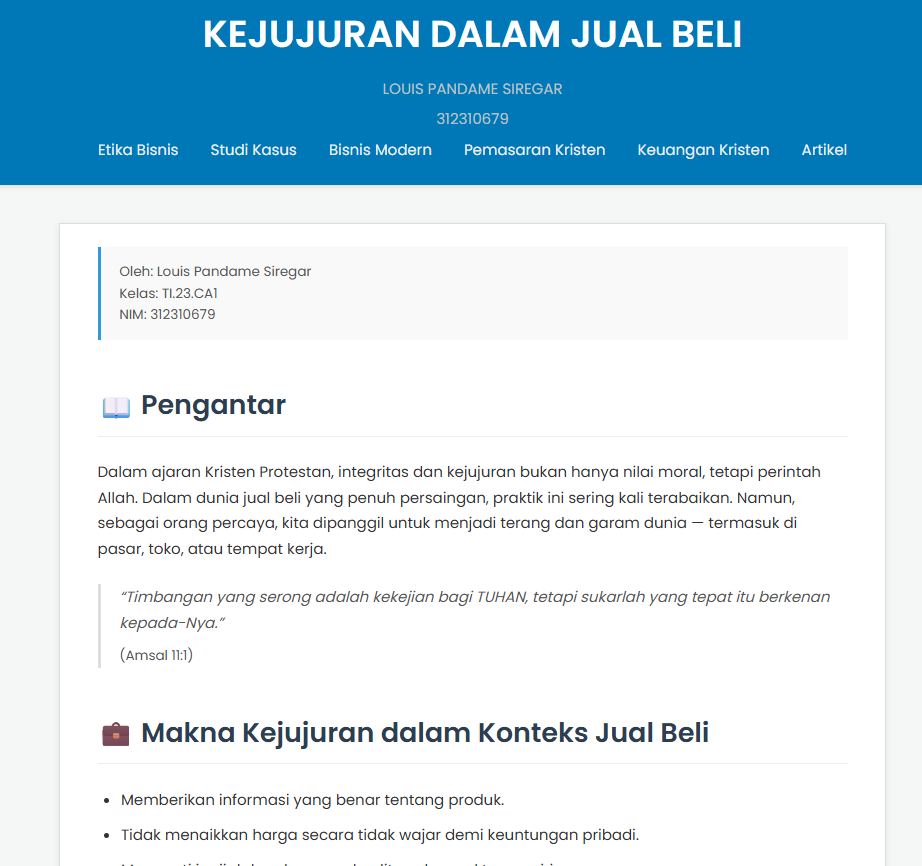 KEJUJURAN DALAM JUAL BELI
LOUIS PANDAME SIREGAR
312310679
Etika Bisnis Studi Kasus Bisnis Modern Pemasaran Kristen Keuangan Kristen Artikel
Oleh: Louis Pandame Siregar
Kelas: TI.23.CA1
NIM: 312310679
📖 Pengantar
Dalam ajaran Kristen Protestan, integritas dan kejujuran bukan hanya nilai moral, tetapi perintah
Allah. Dalam dunia jual beli yang penuh persaingan, praktik ini sering kali terabaikan. Namun,
sebagai orang percaya, kita dipanggil untuk menjadi terang dan garam dunia — termasuk di
pasar, toko, atau tempat kerja.
“Timbangan yang serong adalah kekejian bagi TUHAN, tetapi sukarlah yang tepat itu berkenan
kepada-Nya.”
(Amsal 11:1)
💼 Makna Kejujuran dalam Konteks Jual Beli
• Memberikan informasi yang benar tentang produk.
• Tidak menaikkan harga secara tidak wajar demi keuntungan pribadi.